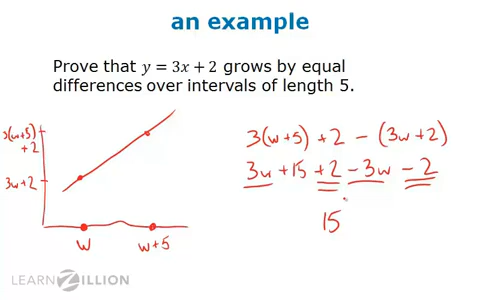 an example
Prove that y = 3x + 2 grows by equal
differences over intervals of length 5.
3(w+5)
+2
3w+2
w
w+5
3(w+5) + 2 - (3w+2)
3w + 15 + 2 - 3w - 2
15
LEARNZILLION